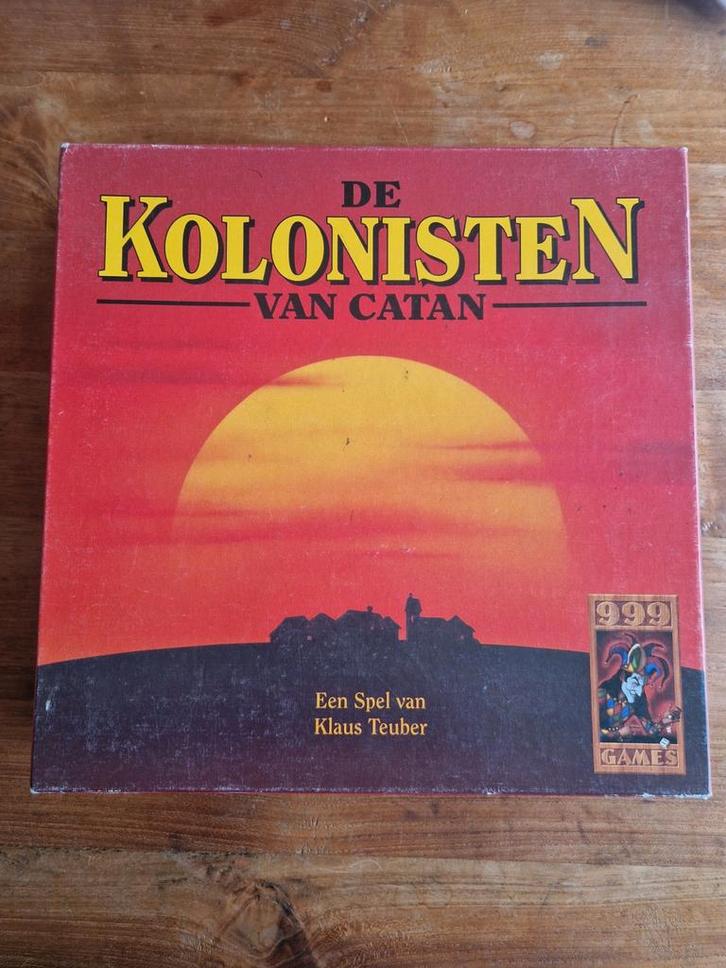 DE
KOLONISTEN
VAN CATAN
Een Spel van
Klaus Teuber
999
GAMES